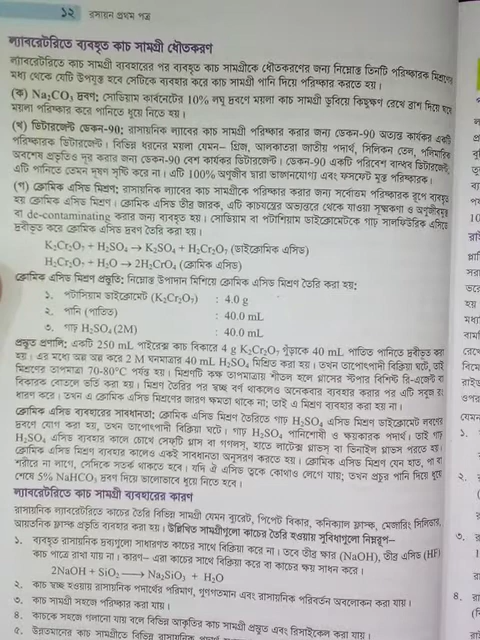 ১২ রসায়ন প্রথম পত্র
ল্যাবরেটরিতে ব্যবহৃত কাচ সামগ্রী ধৌতকরণ
ল্যাবরেটরিতে কাচ সামগ্রী ব্যবহারের পর ব্যবহৃত কাচ সামগ্রীকে ধৌতকরণের জন্য নিম্নোক্ত তিনটি পরিষ্কারক মিশ্রণের
মধ্য থেকে যেটি উপযুক্ত হবে সেটিকে ব্যবহার করে কাচ সামগ্রী পানি দিয়ে পরিষ্কার করতে হয়।
(ক) Na₂CO₃ দ্রবণ; সোডিয়াম কার্বনেটের 10% লঘু দ্রবণে ময়লা কাচ সামগ্রী ডুবিয়ে কিছুক্ষণ রেখে ব্রাশ দিয়ে ঘষে
ময়লা পরিষ্কার করে পানিতে ধুয়ে নিতে হয়।
(খ) ডিটারজেন্ট ডেকন-90; রাসায়নিক ল্যাবের কাচ সামগ্রী পরিষ্কার করার জন্য ডেকন-90 অত্যন্ত কার্যকর একটি
পরিষ্কারক ডিটারজেন্ট। বিভিন্ন ধরনের ময়লা যেমন– গ্রিজ, আলকাতরা জাতীয় পদার্থ, সিলিকন তেল, পলিমারিক
অবশেষ প্রভৃতিও দূর করার জন্য ডেকন-90 বেশ কার্যকর ডিটারজেন্ট। ডেকন-90 একটি পরিবেশ বান্ধব ডিটারজেন্ট,
এটি পানিতে তেমন দূষণ সৃষ্টি করে না। এটি 100% অণুজীব দ্বারা ভাঙ্গনযোগ্য এবং ফসফেট মুক্ত পরিষ্কারক।
(গ) ক্রোমিক এসিড মিশ্রণ; রাসায়নিক ল্যাবের কাচ সামগ্রীকে পরিষ্কার করার জন্য সর্বোত্তম পরিষ্কারক রূপে ব্যবহৃত
হয় ক্রোমিক এসিড মিশ্রণ। ক্রোমিক এসিড তীব্র জারক, এটি কাচযন্ত্রের অভ্যন্তরে থেকে যাওয়া সূক্ষ্মকণা ও অণুজীবমুক্ত
বা de-contaminating করার জন্য ব্যবহৃত হয়। সোডিয়াম বা পটাশিয়াম ডাইক্রোমেটকে গাঢ় সালফিউরিক এসিডে
দ্রবীভূত করে ক্রোমিক এসিড দ্রবণ তৈরি করা হয়।
K₂Cr₂O₇ + H₂SO₄ → K₂SO₄ + H₂Cr₂O₇ (ডাইক্রোমিক এসিড)
H₂Cr₂O₇ + H₂O → 2H₂CrO₄ (ক্রোমিক এসিড)
ক্রোমিক এসিড মিশ্রণ প্রস্তুতি; নিম্নোক্ত উপাদান মিশিয়ে ক্রোমিক এসিড মিশ্রণ তৈরি করা হয়;
১. পটাসিয়াম ডাইক্রোমেট (K₂Cr₂O₇) : 4.0 g
২. পানি (পাতিত) : 40.0 mL
৩. গাঢ় H₂SO₄ (2M) : 40.0 mL
প্রস্তুত প্রণালি; একটি 250 mL পাইরেক্স কাচ বিকারে 4 g K₂Cr₂O₇ গুঁড়াকে 40 mL পাতিত পানিতে দ্রবীভূত করা
হয়। এর মধ্যে অল্প অল্প করে 2 M ঘনমাত্রার 40 mL H₂SO₄ মিশ্রিত করা হয়। তখন তাপোৎপাদী বিক্রিয়া ঘটে, তাই
মিশ্রণের তাপমাত্রা 70-80°C পর্যন্ত হয়। মিশ্রণটি কক্ষ তাপমাত্রায় শীতল হলে গ্লাসের স্টপার বিশিষ্ট রি-এজেন্ট বা
বিকারক বোতলে ভর্তি করা হয়। মিশ্রণ তৈরির পর স্বচ্ছ বর্ণ থাকলেও অনেকবার ব্যবহার করার পর এটি সবুজ রং
ধারণ করে। তখন এ ক্রোমিক এসিড মিশ্রণের জারণ ক্ষমতা থাকে না; তাই এ মিশ্রণ ব্যবহার করা হয় না।
ক্রোমিক এসিড ব্যবহারের সাবধানতা; ক্রোমিক এসিড মিশ্রণ তৈরিতে গাঢ় H₂SO₄ এসিড মিশ্রণ ডাইক্রোমেট লবণের
দ্রবণে যোগ করা হয়, তখন তাপোৎপাদী বিক্রিয়া ঘটে। গাঢ় H₂SO₄ পানিশোষী ও ক্ষয়কারক পদার্থ। তাই গাঢ়
H₂SO₄ এসিড ব্যবহার কালে চোখে সেফটি গ্লাস বা গগলস, হাতে লাটেক্স গ্লাভস্ বা ভিনাইল গ্লাভস পরতে হয়।
ক্রোমিক এসিড মিশ্রণ ব্যবহার কালেও একই সাবধানতা অনুসরণ করতে হয়। ক্রোমিক এসিড মিশ্রণ যেন হাত, পা বা
শরীরে না লাগে, সেদিকে সতর্ক থাকতে হবে। যদি ঐ এসিড ত্বকে কোথাও লেগে যায়; তখন প্রচুর পানি দিয়ে ধুয়ে
শেষে 5% NaHCO₃ দ্রবণ দিয়ে ভালোভাবে ধুয়ে নিতে হবে।
ল্যাবরেটরিতে কাচ সামগ্রী ব্যবহারের কারণ
রাসায়নিক ল্যাবরেটরিতে কাচের তৈরি বিভিন্ন সামগ্রী যেমন ব্যুরেট, পিপেট বিকার, কনিক্যাল ফ্লাস্ক, মেজারিং সিলিন্ডার,
আয়তনিক ফ্লাস্ক প্রভৃতি ব্যবহার করা হয়। উল্লিখিত সামগ্রীগুলো কাচের তৈরি হওয়ায় সুবিধাগুলো নিম্নরূপ–
১. ব্যবহৃত রাসায়নিক দ্রব্যগুলো সাধারণত কাচের সাথে বিক্রিয়া করে না। তবে তীব্র ক্ষার (NaOH), তীব্র এসিড (HF)
কাচ পাত্রে রাখা যায় না। কারণ– এরা কাচের সাথে বিক্রিয়া করে বা কাচের ক্ষয় সাধন করে।
2NaOH + SiO₂ ⟶ Na₂SiO₃ + H₂O
২. কাচ স্বচ্ছ হওয়ায় রাসায়নিক পদার্থের পরিমাণ, গুণগতমান এবং রাসায়নিক পরিবর্তন অবলোকন করা যায়।
৩. কাচ সামগ্রী সহজে পরিষ্কার করা যায়।
৪. কাচকে সহজে গলানো যায় বলে বিভিন্ন আকৃতির কাচ সামগ্রী প্রস্তুত এবং রিসাইকেল করা যায়।
৫. উন্নতমানের কাচ সামগ্রীতে বিভিন্ন রাসায়নিক পদার্থ